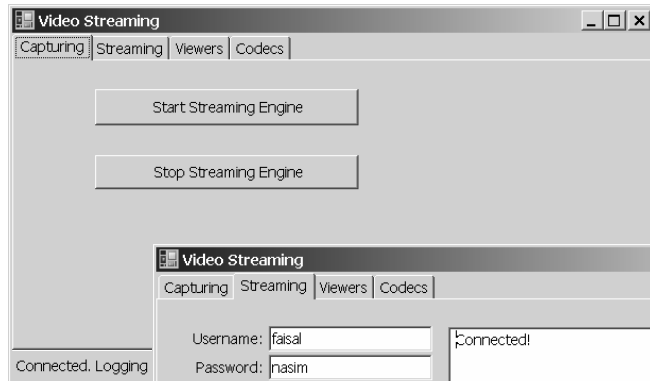 Video Streaming
Capturing Streaming Viewers Codecs
Start Streaming Engine
Stop Streaming Engine
Video Streaming
Capturing Streaming Viewers Codecs
Username: faisal
Connected!
Password: nasim
Connected. Logging